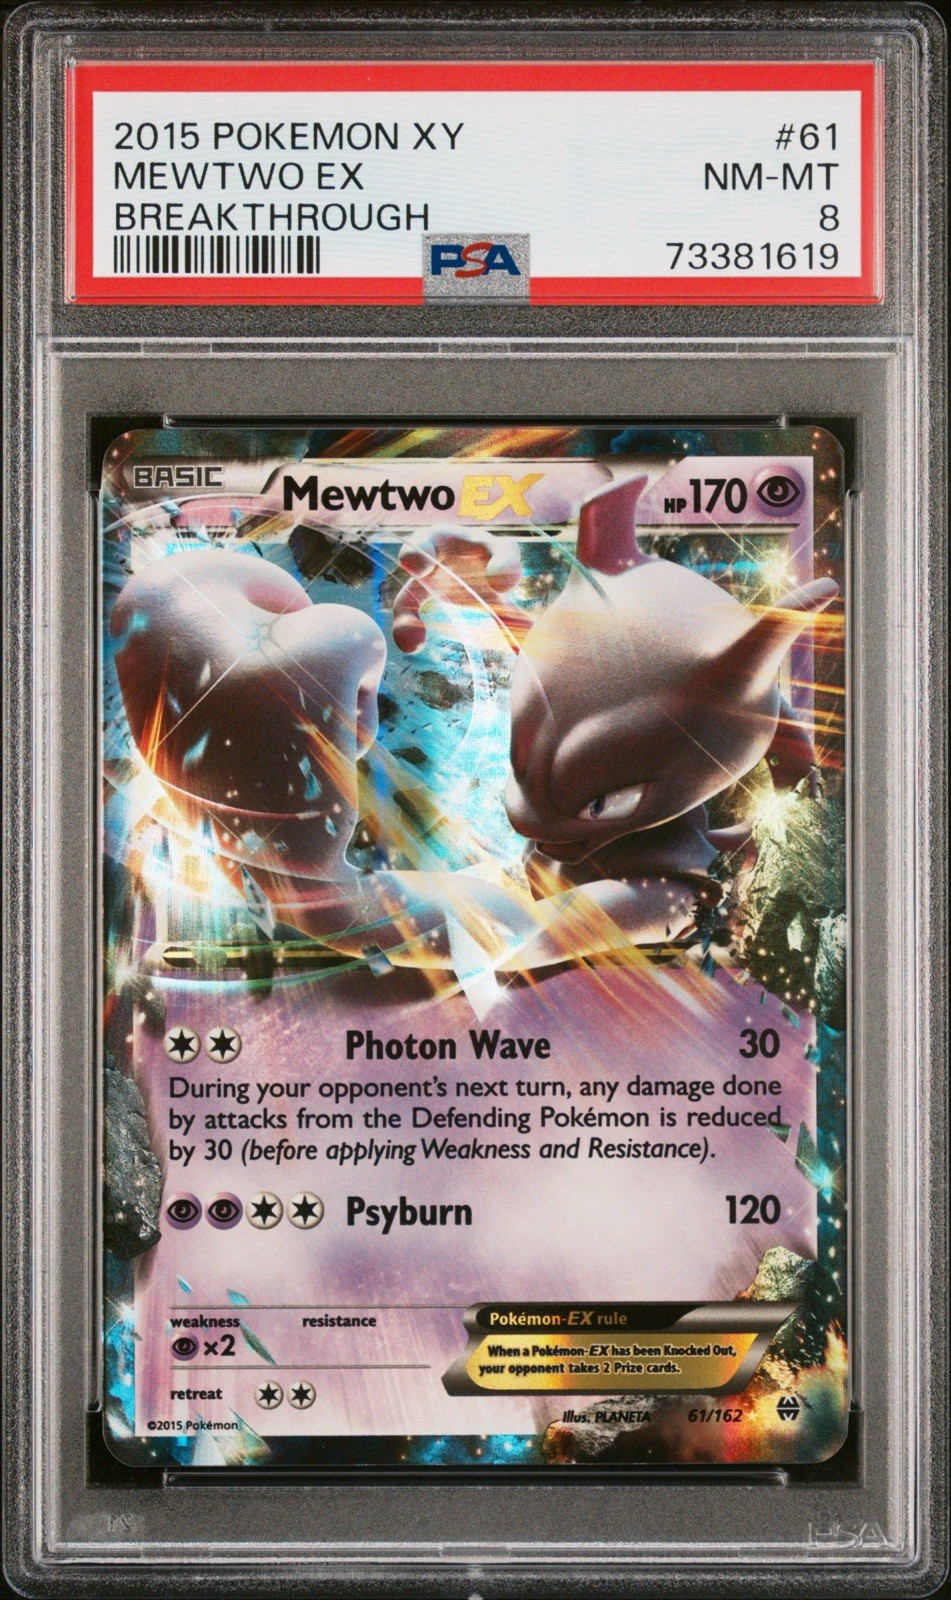 2015 POKEMON XY #61
MEWTWO EX NM-MT
BREAKTHROUGH 8
PSA 73381619
BASIC Mewtwo EX HP 170
Photon Wave 30
During your opponent's next turn, any damage done
by attacks from the Defending Pokémon is reduced
by 30 (before applying Weakness and Resistance).
Psyburn 120
weakness resistance
×2
Pokémon-EX rule
When a Pokémon-EX has been Knocked Out,
your opponent takes 2 Prize cards.
retreat
©2015 Pokémon Illus. PLANETA 61/162
PSA